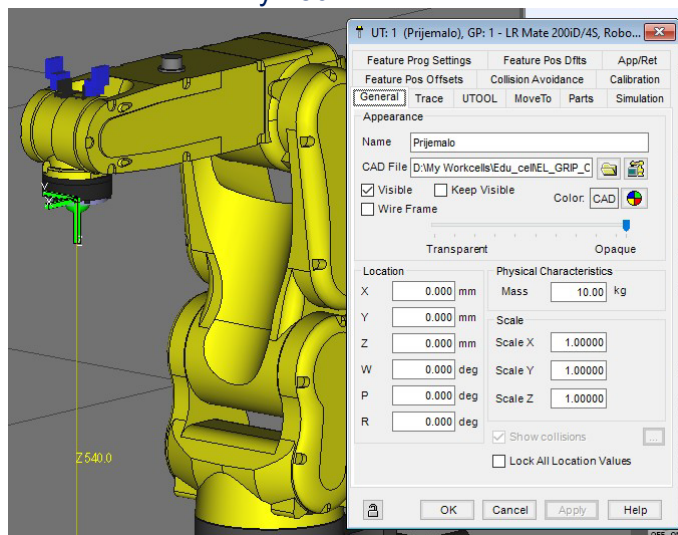 UT: 1 (Prijemalo), GP: 1 - LR Mate 200iD/4S, Robo...
Feature Prog Settings Feature Pos Dflts App/Ret
Feature Pos Offsets Collision Avoidance Calibration
General Trace UTOOL MoveTo Parts Simulation
Appearance
Name Prijemalo
CAD File D:\My Workcells\Edu_cell\EL_GRIP_C
Visible Keep Visible
Color: CAD
Wire Frame
Transparent Opaque
Location
X 0.000 mm
Y 0.000 mm
Z 0.000 mm
W 0.000 deg
P 0.000 deg
R 0.000 deg
Physical Characteristics
Mass 10.00 kg
Scale
Scale X 1.00000
Scale Y 1.00000
Scale Z 1.00000
Show collisions ...
Lock All Location Values
OK Cancel Apply Help
Y
X
Z540.0